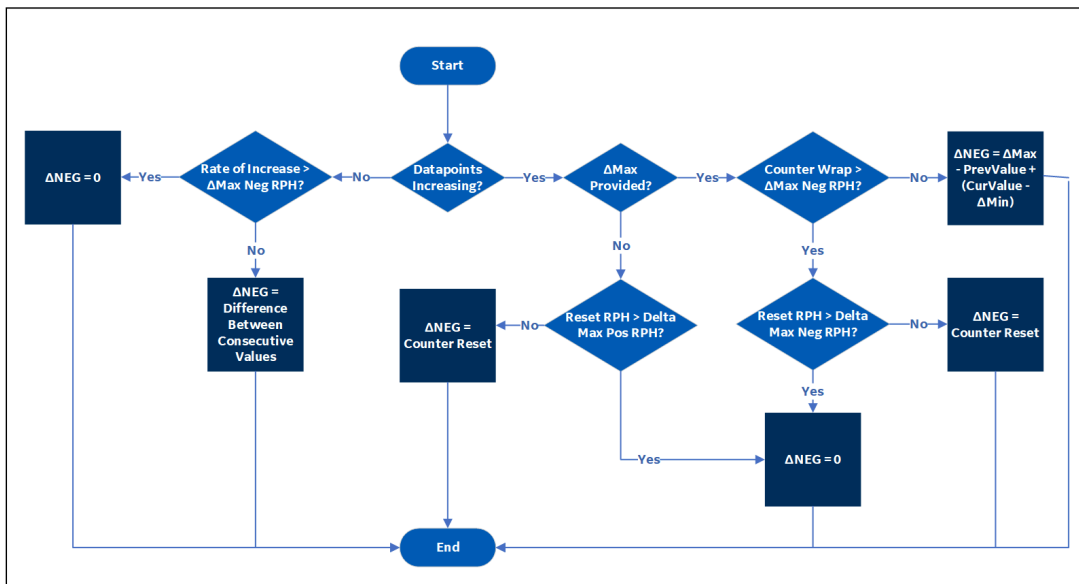 Start
ΔNEG = 0
Yes
Rate of Increase >
ΔMax Neg RPH?
No
Datapoints
Increasing?
Yes
ΔMax
Provided?
Yes
Counter Wrap >
ΔMax Neg RPH?
No
ΔNEG = ΔMax
- PrevValue +
(CurValue -
ΔMin)
No
No
Yes
ΔNEG =
Difference
Between
Consecutive
Values
ΔNEG =
Counter Reset
No
Reset RPH > Delta
Max Pos RPH?
Reset RPH > Delta
Max Neg RPH?
No
ΔNEG =
Counter Reset
Yes
Yes
ΔNEG = 0
End